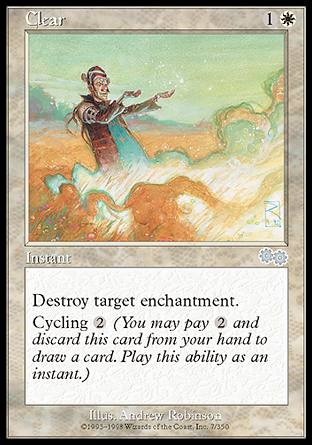 Clear 1
Instant
Destroy target enchantment.
Cycling 2 (You may pay 2 and
discard this card from your hand to
draw a card. Play this ability as an
instant.)
Illus. Andrew Robinson
©1993-1998 Wizards of the Coast, Inc. 7/350